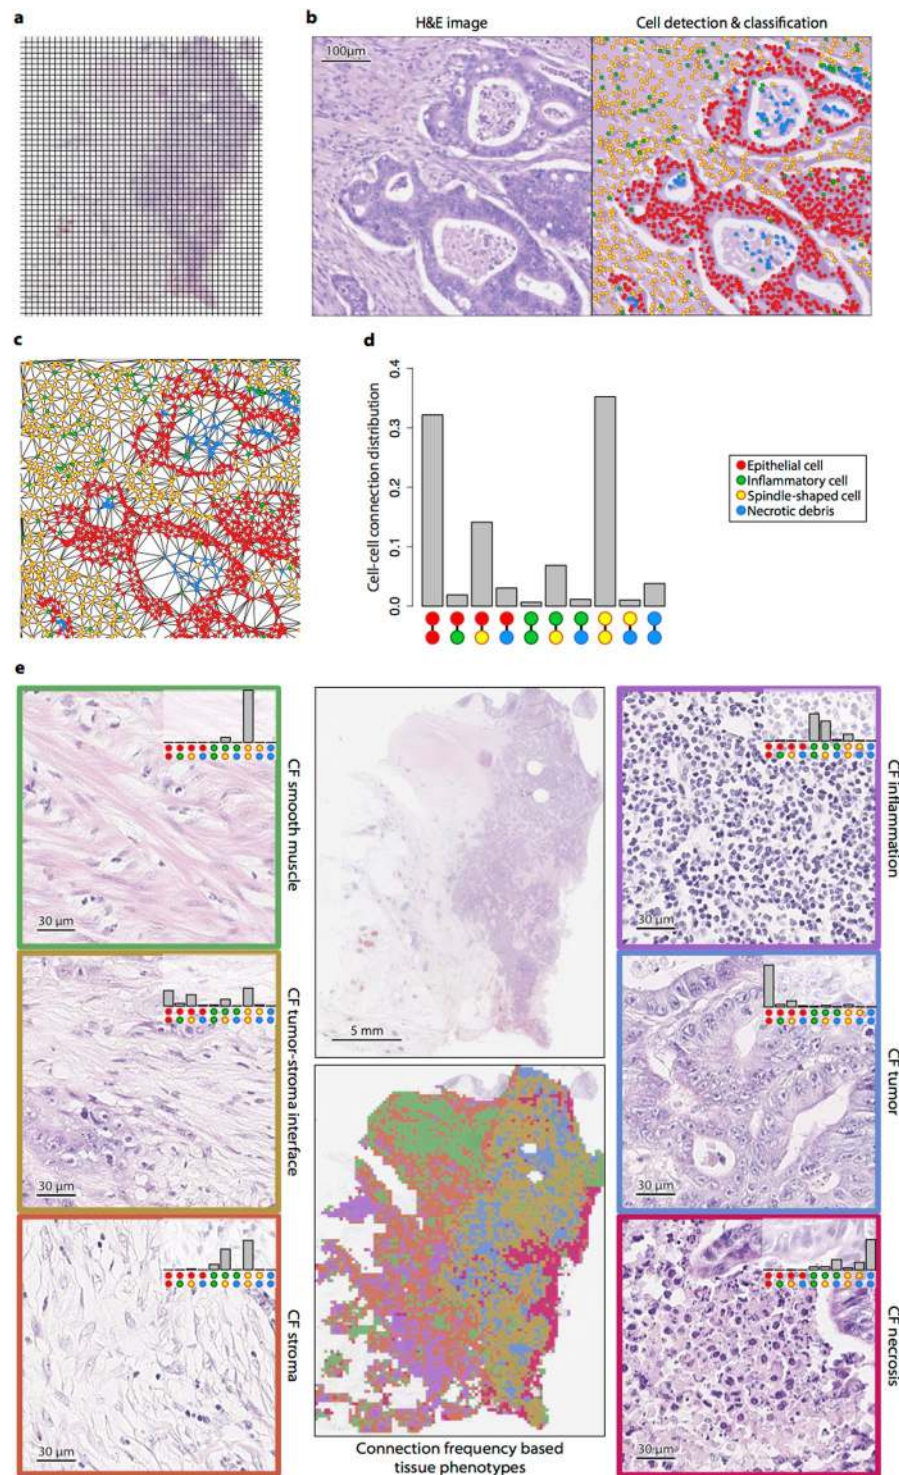 a
b
H&E image
Cell detection & classification
100µm
c
d
Cell-cell connection distribution
0.4
0.3
0.2
0.1
0.0
Epithelial cell
Inflammatory cell
Spindle-shaped cell
Necrotic debris
e
CF smooth muscle
30 µm
CF tumor-stroma interface
30 µm
CF stroma
30 µm
5 mm
Connection frequency based
tissue phenotypes
CF inflammation
30 µm
CF tumor
30 µm
CF necrosis
30 µm